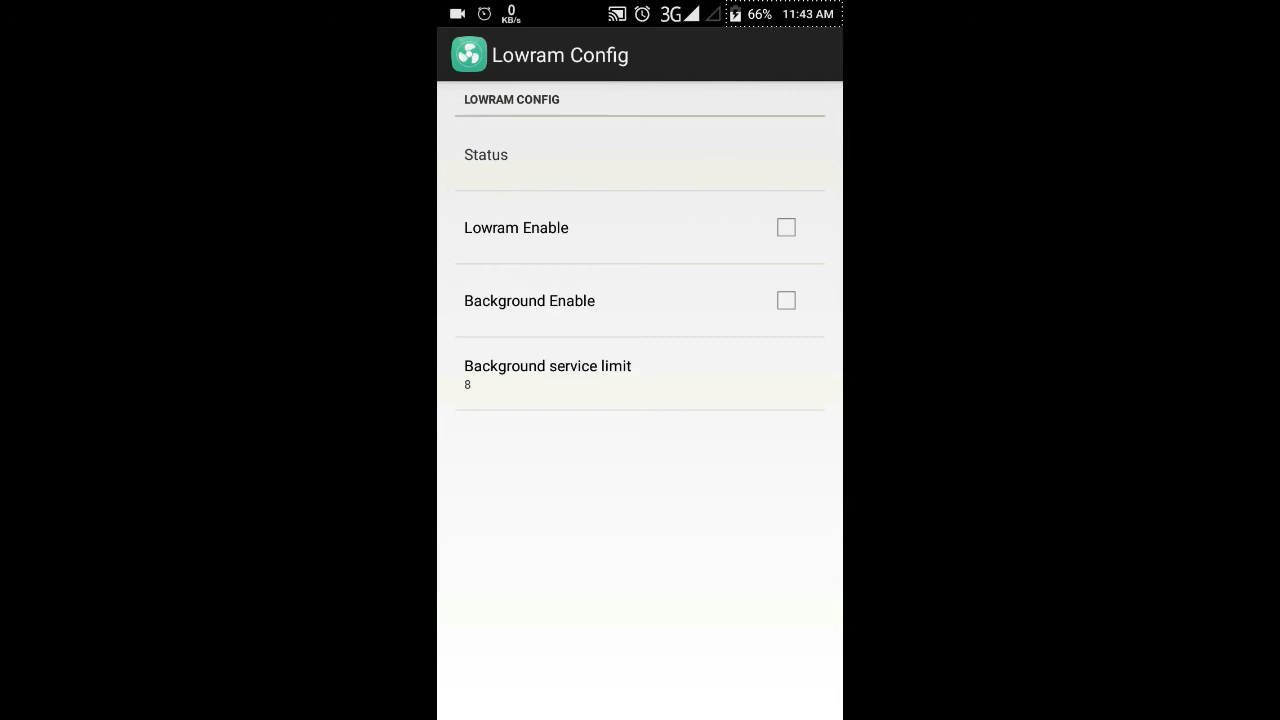 0
KB/s
3G
66%
11:43 AM
Lowram Config
LOWRAM CONFIG
Status
Lowram Enable
Background Enable
Background service limit
8